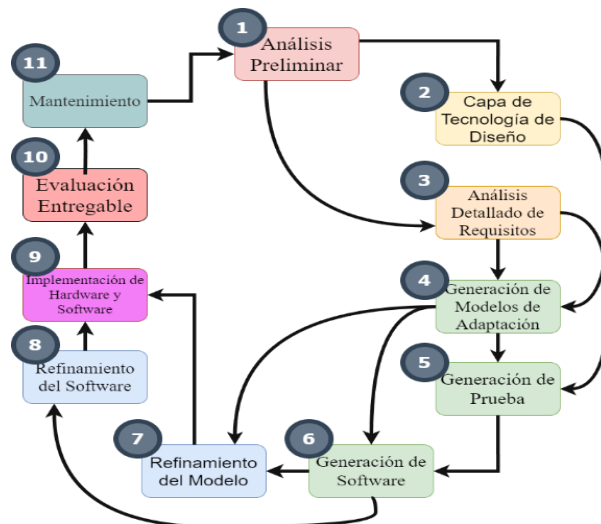 1
Análisis
Preliminar
2
Capa de
Tecnología de
Diseño
3
Análisis
Detallado de
Requisitos
4
Generación de
Modelos de
Adaptación
5
Generación de
Prueba
6
Generación de
Software
7
Refinamiento
del Modelo
8
Refinamiento
del Software
9
Implementación de
Hardware y
Software
10
Evaluación
Entregable
11
Mantenimiento